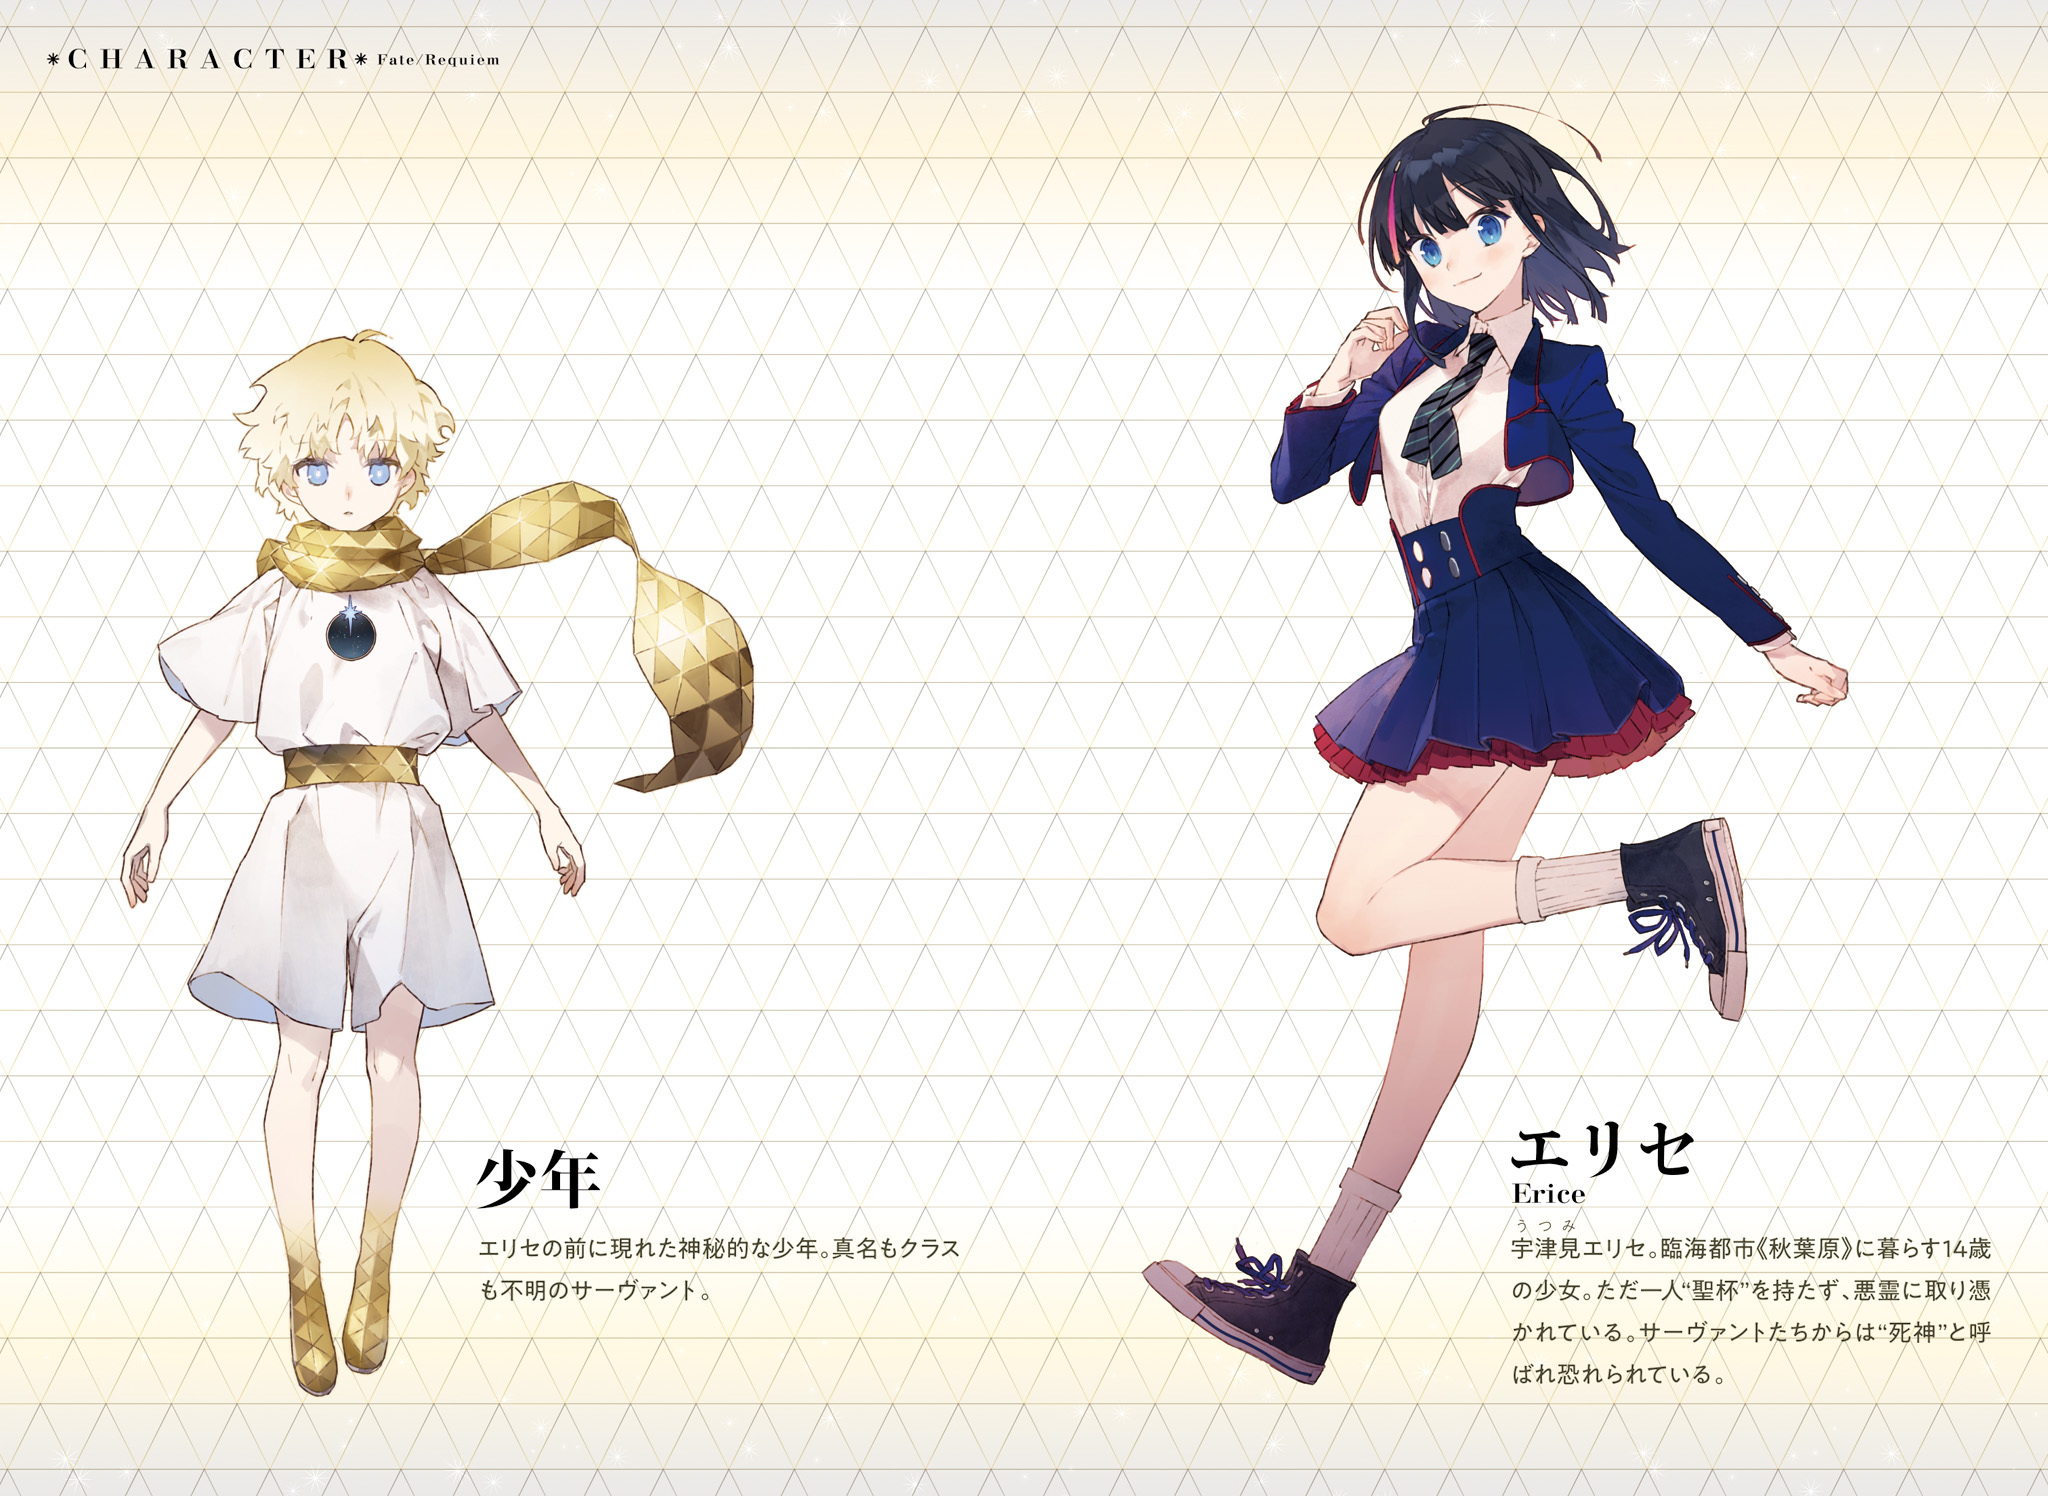 *CHARACTER* Fate/Requiem
少年
エリセの前に現れた神秘的な少年。真名もクラス
も不明のサーヴァント。
エリセ
Erice
うつみ
宇津見エリセ。臨海都市《秋葉原》に暮らす14歳
の少女。ただ一人“聖杯”を持たず、悪霊に取り憑
かれている。サーヴァントたちからは“死神”と呼
ばれ恐れられている。